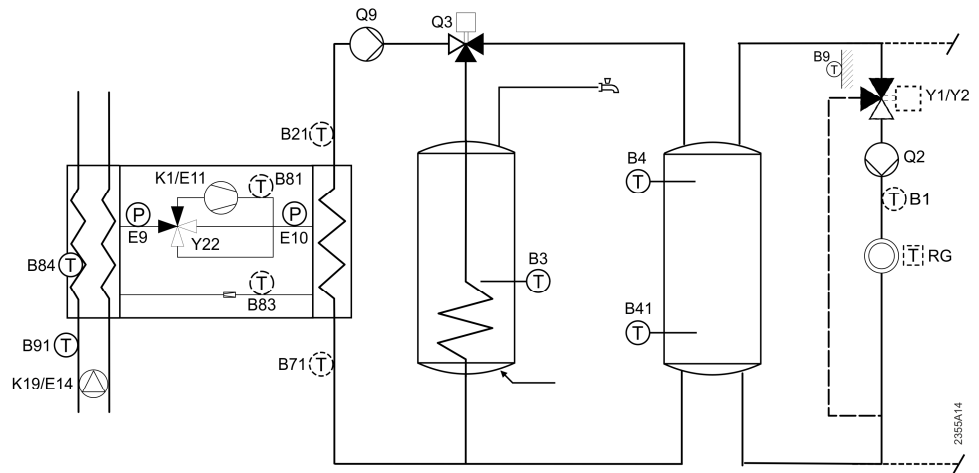 Q9
Q3
B9
T
Y1/Y2
B21 T
Q2
K1/E11
T B81
B4
T
T B1
P
E9
Y22
P
E10
B84 T
T
B83
B3
T
T RG
B41
T
B91 T
B71 T
K19/E14
2355A14